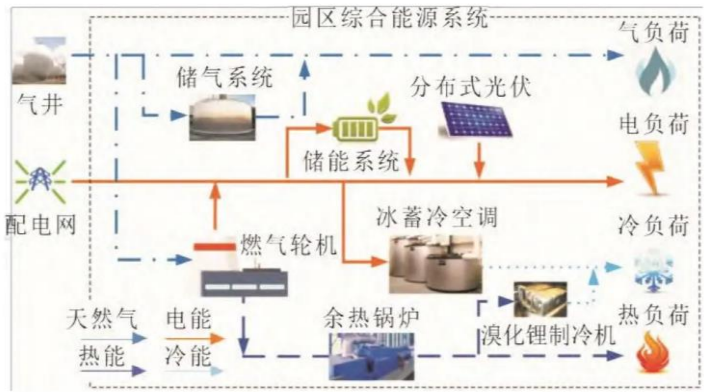 园区综合能源系统
气负荷
储气系统
分布式光伏
气井
电负荷
储能系统
配电网
冰蓄冷空调
冷负荷
燃气轮机
天然气
电能
余热锅炉
溴化锂制冷机
热负荷
热能
冷能